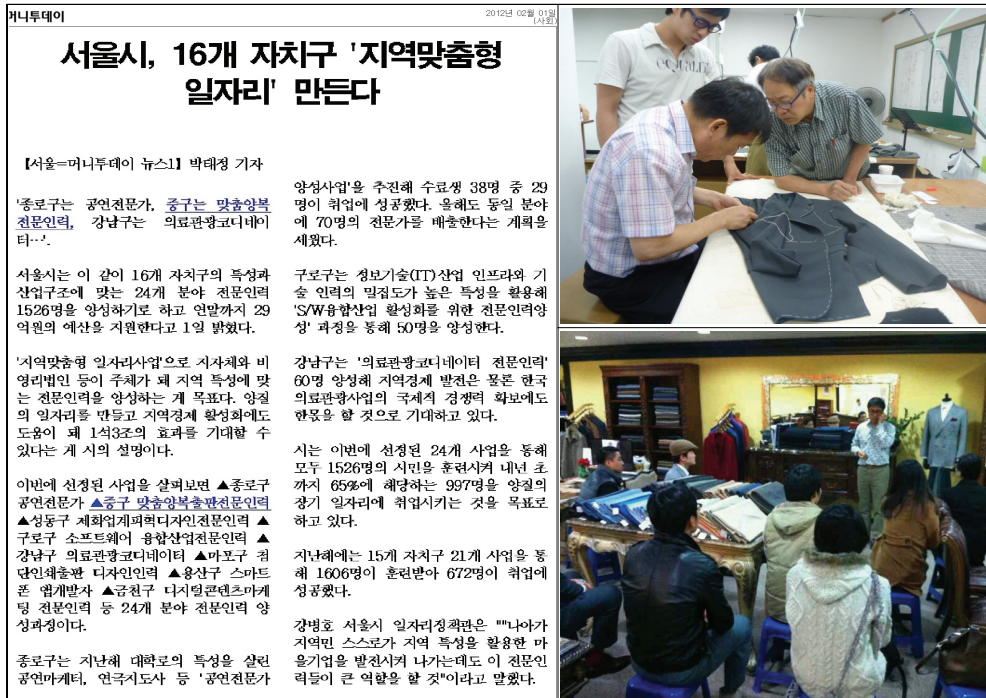 머니투데이
2012년 02월 01일
(사회)
서울시, 16개 자치구 '지역맞춤형
일자리' 만든다
【서울=머니투데이 뉴스1】 박태정 기자
'종로구는 공연전문가, 중구는 맞춤양복
전문인력, 강남구는 의료관광코디네이
터…'.
서울시는 이 같이 16개 자치구의 특성과
산업구조에 맞는 24개 분야 전문인력
1526명을 양성하기로 하고 연말까지 29
억원의 예산을 지원한다고 1일 밝혔다.
'지역맞춤형 일자리사업'으로 지자체와 비
영리법인 등이 주체가 돼 지역 특성에 맞
는 전문인력을 양성하는 게 목표다. 양질
의 일자리를 만들고 지역경제 활성화에도
도움이 돼 1석3조의 효과를 기대할 수
있다는 게 시의 설명이다.
이번에 선정된 사업을 살펴보면 ▲종로구
공연전문가 ▲중구 맞춤양복출판전문인력
▲성동구 제화업계피혁디자인전문인력 ▲
구로구 소프트웨어 융합산업전문인력 ▲
강남구 의료관광코디네이터 ▲마포구 첨
단인쇄출판 디자인인력 ▲용산구 스마트
폰 앱개발자 ▲금천구 디지털콘텐츠마케
팅 전문인력 등 24개 분야 전문인력 양
성과정이다.
종로구는 지난해 대학로의 특성을 살린
공연마케터, 연극지도사 등 '공연전문가
양성사업'을 추진해 수료생 38명 중 29
명이 취업에 성공했다. 올해도 동일 분야
에 70명의 전문가를 배출한다는 계획을
세웠다.
구로구는 정보기술(IT)산업 인프라와 기
술 인력의 밀집도가 높은 특성을 활용해
'S/W융합산업 활성화를 위한 전문인력양
성' 과정을 통해 50명을 양성한다.
강남구는 '의료관광코디네이터 전문인력'
60명 양성해 지역경제 발전은 물론 한국
의료관광사업의 국제적 경쟁력 확보에도
한몫을 할 것으로 기대하고 있다.
시는 이번에 선정된 24개 사업을 통해
모두 1526명의 시민을 훈련시켜 내년 초
까지 65%에 해당하는 997명을 양질의
장기 일자리에 취업시키는 것을 목표로
하고 있다.
지난해에는 15개 자치구 21개 사업을 통
해 1606명이 훈련받아 672명이 취업에
성공했다.
강병호 서울시 일자리정책관은 ""나아가
지역민 스스로가 지역 특성을 활용한 마
을기업을 발전시켜 나가는데도 이 전문인
력들이 큰 역할을 할 것"이라고 말했다.
equality